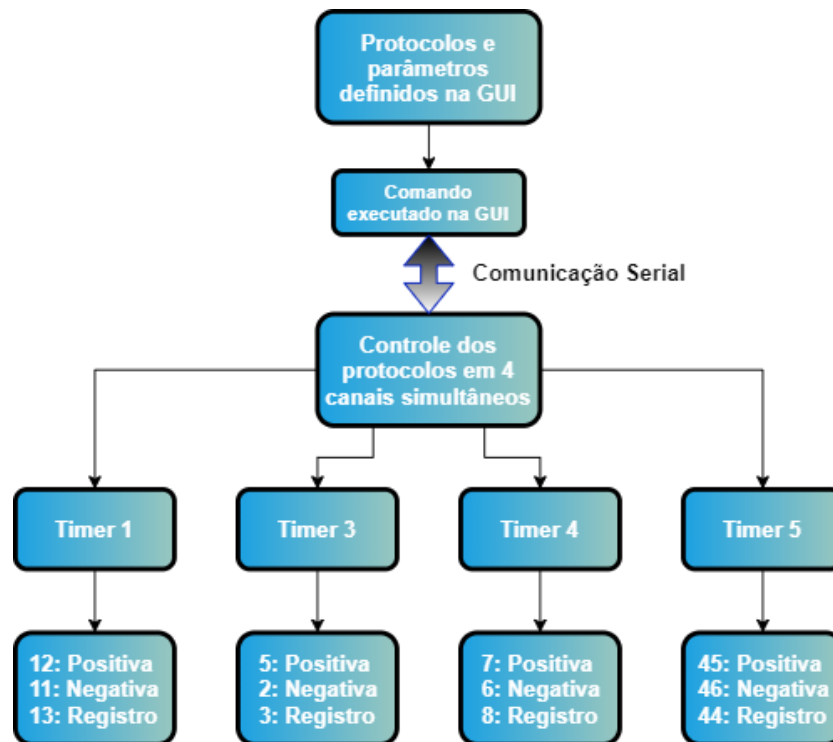 Protocolos e
parâmetros
definidos na GUI
Comando
executado na GUI
Comunicação Serial
Controle dos
protocolos em 4
canais simultâneos
Timer 1
Timer 3
Timer 4
Timer 5
12: Positiva
11: Negativa
13: Registro
5: Positiva
2: Negativa
3: Registro
7: Positiva
6: Negativa
8: Registro
45: Positiva
46: Negativa
44: Registro